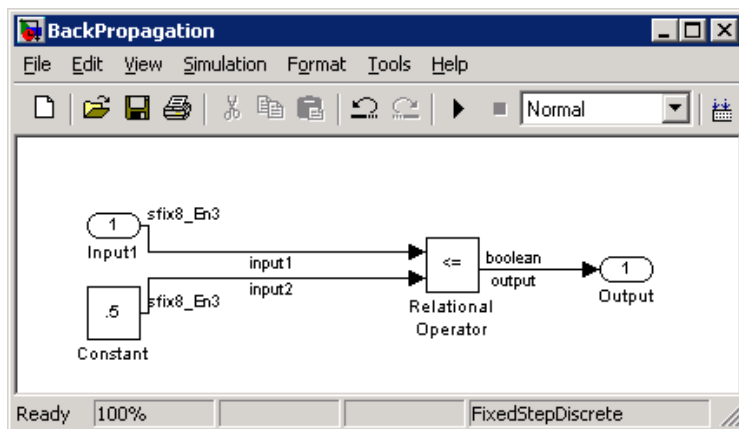 BackPropagation
File Edit View Simulation Format Tools Help
Normal
1
sfix8_En3
Input1
input1
<=
boolean
1
output
Output
input2
.5
sfix8_En3
Relational
Operator
Constant
Ready 100% FixedStepDiscrete